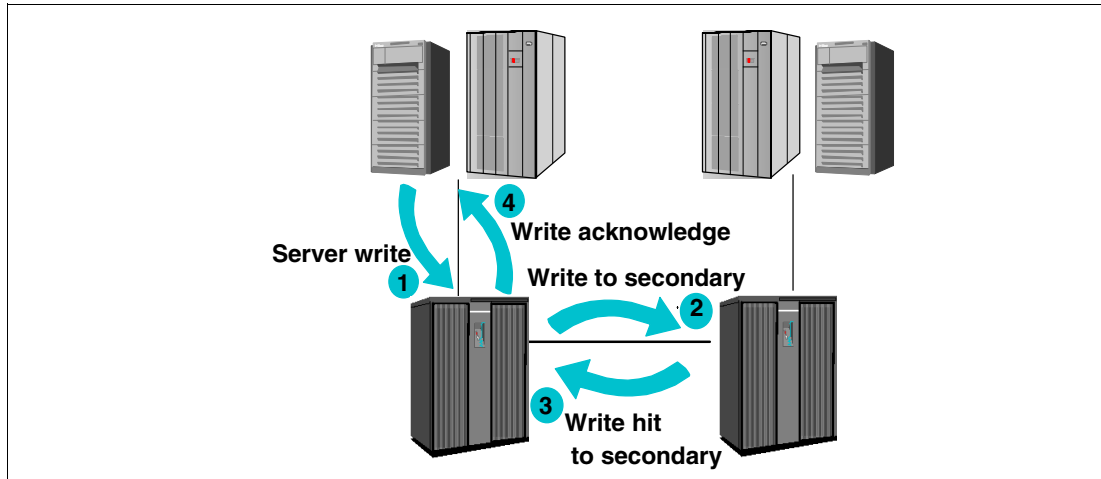 4
Write acknowledge
Server write
1
Write to secondary
2
3
Write hit
to secondary